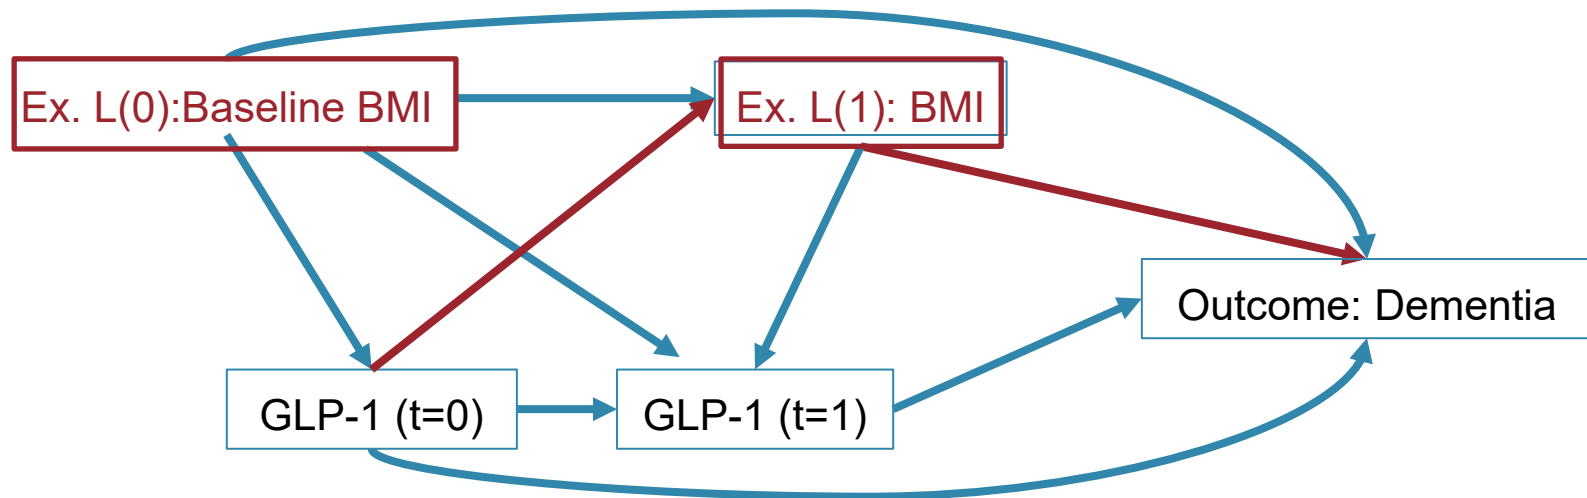 Ex. L(0):Baseline BMI
Ex. L(1): BMI
Outcome: Dementia
GLP-1 (t=0)
GLP-1 (t=1)